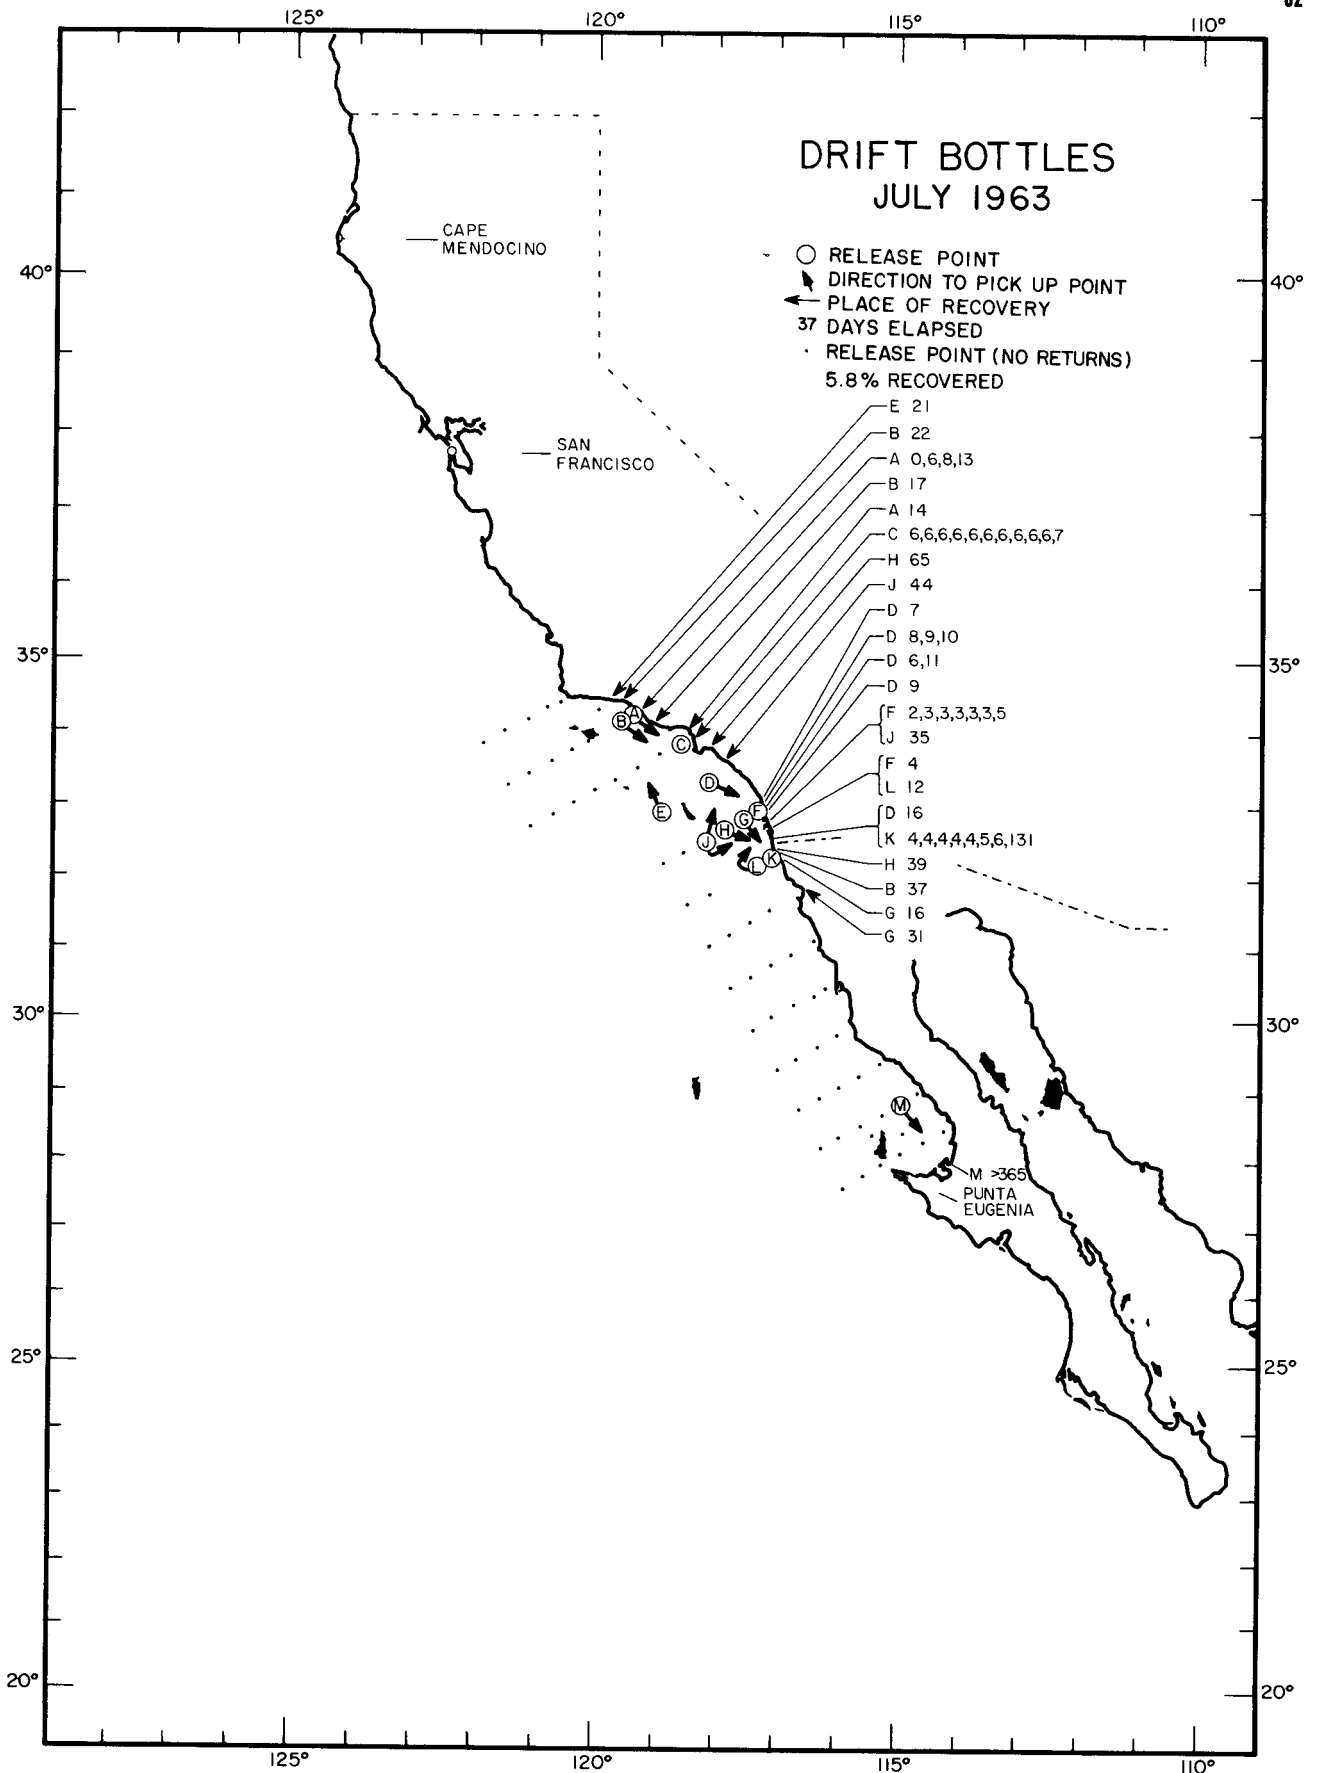 125°
120°
115°
110°
DRIFT BOTTLES
JULY 1963
CAPE
MENDOCINO
RELEASE POINT
DIRECTION TO PICK UP POINT
PLACE OF RECOVERY
37 DAYS ELAPSED
RELEASE POINT (NO RETURNS)
5.8% RECOVERED
40°
40°
SAN
FRANCISCO
E 21
B 22
A 0,6,8,13
B 17
A 14
C 6,6,6,6,6,6,6,6,6,6,7
H 65
J 44
D 7
D 8,9,10
D 6,11
D 9
F 2,3,3,3,3,3,5
J 35
F 4
L 12
D 16
K 4,4,4,4,4,5,6,131
H 39
B 37
G 16
G 31
35°
35°
A
B
C
D
E
F
G
H
J
K
L
30°
30°
M
M >365
PUNTA
EUGENIA
25°
25°
20°
20°
125°
120°
115°
110°